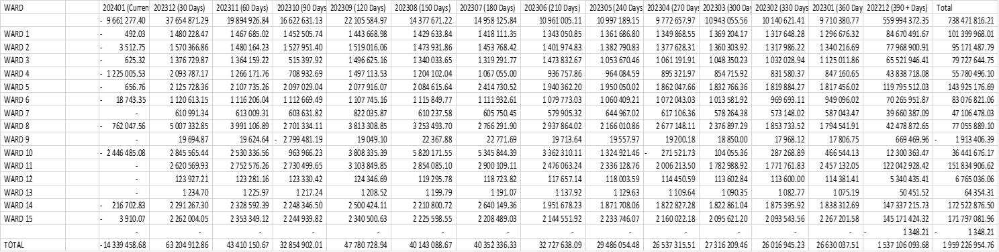 WARD 202401 (Curren 202312 (30 Days) 202311 (60 Days) 202310 (90 Days 202309 (120 Days) 202308 (150 Days) 202307 (180 Days) 202306 (210 Days) 202305 (240 Days 202304 (270 Days 202303 (300 Day 202302 (330 Days 202301 (360 Day 202212 (390 + Days) Total
- 9 661 277.40 37 654 871.29 19 894 926.84 16 622 631.13 22 105 584.97 14 377 671.22 14 958 125.84 10 961 005.11 10 997 189.15 9 772 657.97 10 943 055.56 10 140 621.41 9 710 380.77 559 994 372.35 738 471 816.21
WARD 1 - 492.03 1 480 228.47 1 467 685.02 1 452 505.74 1 443 668.98 1 429 633.84 1 418 111.35 1 343 050.85 1 361 686.80 1 349 868.55 1 369 204.17 1 317 648.28 1 296 676.32 84 670 491.67 101 399 968.01
WARD 2 - 3 512.75 1 570 366.86 1 480 164.23 1 527 951.40 1 519 016.06 1 473 931.86 1 453 768.42 1 401 974.83 1 382 790.83 1 377 628.31 1 360 303.92 1 317 986.22 1 340 216.69 77 968 900.91 95 171 487.79
WARD 3 - 625.32 1 376 729.87 1 364 159.22 515 397.92 1 496 625.16 1 340 033.65 1 319 291.77 1 473 832.67 1 053 670.46 1 061 191.91 1 048 350.23 1 032 028.94 1 125 011.86 65 521 946.41 79 727 644.75
WARD 4 - 1 225 005.53 2 093 787.17 1 266 171.76 708 932.69 1 497 113.53 1 204 102.04 1 067 055.00 936 757.86 964 084.59 895 321.97 854 715.92 831 580.37 847 160.65 43 838 718.08 55 780 496.10
WARD 5 - 656.76 2 125 728.36 2 107 735.26 2 097 029.04 2 077 916.07 2 084 615.64 2 414 730.52 1 940 362.20 1 950 050.02 1 862 047.66 1 832 766.36 1 819 884.27 1 817 456.02 119 795 512.03 143 925 176.69
WARD 6 - 18 743.35 1 120 613.15 1 116 206.04 1 112 669.49 1 107 745.16 1 115 849.77 1 111 932.61 1 079 773.03 1 060 409.21 1 072 043.03 1 013 581.92 969 693.11 949 096.02 70 265 951.87 83 076 821.06
WARD 7 - 610 991.34 613 009.31 603 631.82 822 035.87 610 237.58 605 750.45 579 905.32 644 967.02 617 106.36 578 264.38 573 148.02 587 043.47 39 660 387.09 47 106 478.03
WARD 8 - 762 047.56 5 007 332.85 3 991 106.89 2 701 334.11 3 813 308.85 3 253 493.70 2 766 291.90 2 937 864.02 2 166 010.86 2 677 148.11 2 376 897.29 1 853 733.52 1 794 541.91 42 478 872.65 77 055 889.10
WARD 9 - 19 694.87 19 624.64 - 2 799 481.19 19 049.10 22 367.88 22 771.69 19 713.64 19 557.97 19 200.18 18 850.00 17 968.12 17 806.75 669 469.96 - 1 913 406.39
WARD 10 - 2 446 485.08 2 845 565.44 2 530 336.56 963 966.23 3 808 335.39 5 820 171.55 5 345 844.39 3 362 310.11 1 324 921.46 - 271 521.73 104 055.36 287 268.89 466 544.13 12 300 363.47 36 441 676.17
WARD 11 - 2 620 569.93 2 752 576.26 2 730 499.65 3 103 849.85 2 854 085.10 2 900 109.11 2 476 063.24 2 336 128.76 2 006 213.50 1 782 988.91 1 771 761.83 2 457 132.05 122 042 928.42 151 834 906.62
WARD 12 - 123 927.21 123 281.16 123 330.42 124 346.69 119 295.78 118 723.82 117 657.14 118 003.59 114 450.59 113 602.84 113 600.00 114 381.41 5 340 435.41 6 765 036.06
WARD 13 - 1 234.70 1 225.97 1 217.24 1 208.52 1 199.79 1 191.07 1 137.92 1 129.63 1 109.64 1 090.35 1 082.77 1 075.19 50 451.52 64 354.31
WARD 14 - 216 702.83 2 291 267.30 2 328 592.39 2 248 346.50 2 500 424.11 2 210 800.72 2 640 149.36 1 951 678.23 1 871 708.06 1 822 827.28 1 822 861.04 1 875 395.92 1 838 312.69 147 337 215.73 172 522 876.50
WARD 15 - 3 910.07 2 262 004.05 2 353 349.12 2 244 939.82 2 340 500.63 2 225 598.55 2 208 489.03 2 144 551.92 2 233 746.07 2 160 022.18 2 095 621.20 2 093 543.56 2 267 201.58 145 171 424.32 171 797 081.96
- - - - - - - - - - - - - - 1 348.21 - 1 348.21
TOTAL -14 339 458.68 63 204 912.86 43 410 150.67 32 854 902.01 47 780 728.94 40 143 088.67 40 352 336.33 32 727 638.09 29 486 054.48 26 537 315.51 27 316 209.46 26 016 945.23 26 630 037.51 1 537 106 093.68 1 959 226 954.76